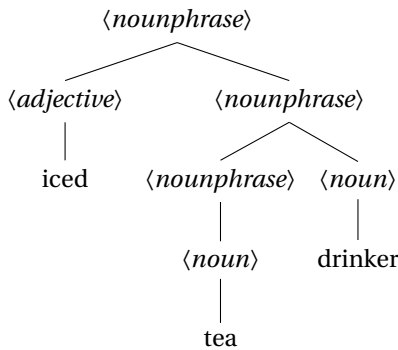 ⟨nounphrase⟩
⟨adjective⟩ ⟨nounphrase⟩
iced ⟨nounphrase⟩ ⟨noun⟩
⟨noun⟩ drinker
tea